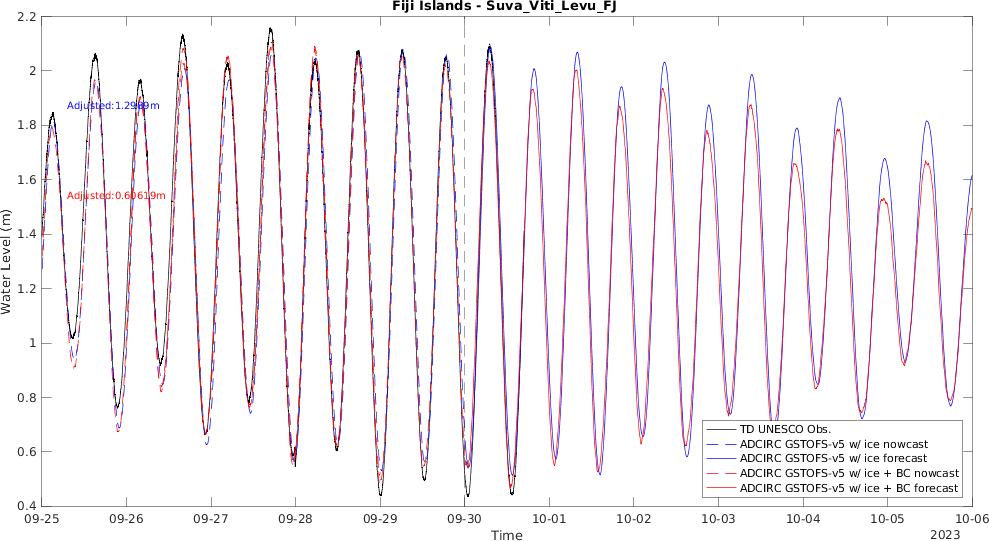 Fiji Islands - Suva_Viti_Levu_FJ
2.2
2
1.8
1.6
1.4
1.2
1
0.8
0.6
0.4
Water Level (m)
Adjusted:1.2989m
Adjusted:0.60619m
TD UNESCO Obs.
ADCIRC GSTOFS-v5 w/ ice nowcast
ADCIRC GSTOFS-v5 w/ ice forecast
ADCIRC GSTOFS-v5 w/ ice + BC nowcast
ADCIRC GSTOFS-v5 w/ ice + BC forecast
09-25 09-26 09-27 09-28 09-29 09-30 10-01 10-02 10-03 10-04 10-05 10-06
Time
2023